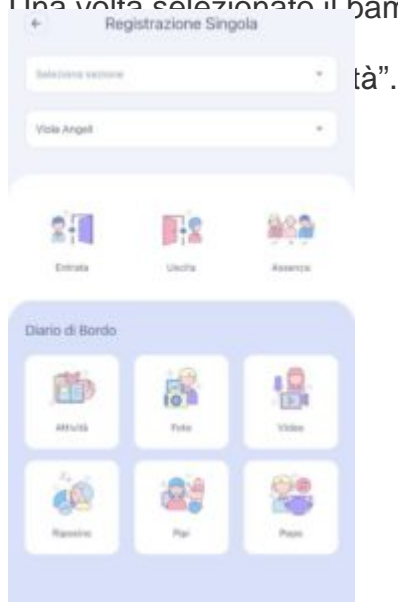 Una volta selezionato il bam
Registrazione Singola
Seleziona sezione
tà”.
Viola Angeli
Entrata Uscita Assenza
Diario di Bordo
Attività Foto Video
Riposino Pipì Popò